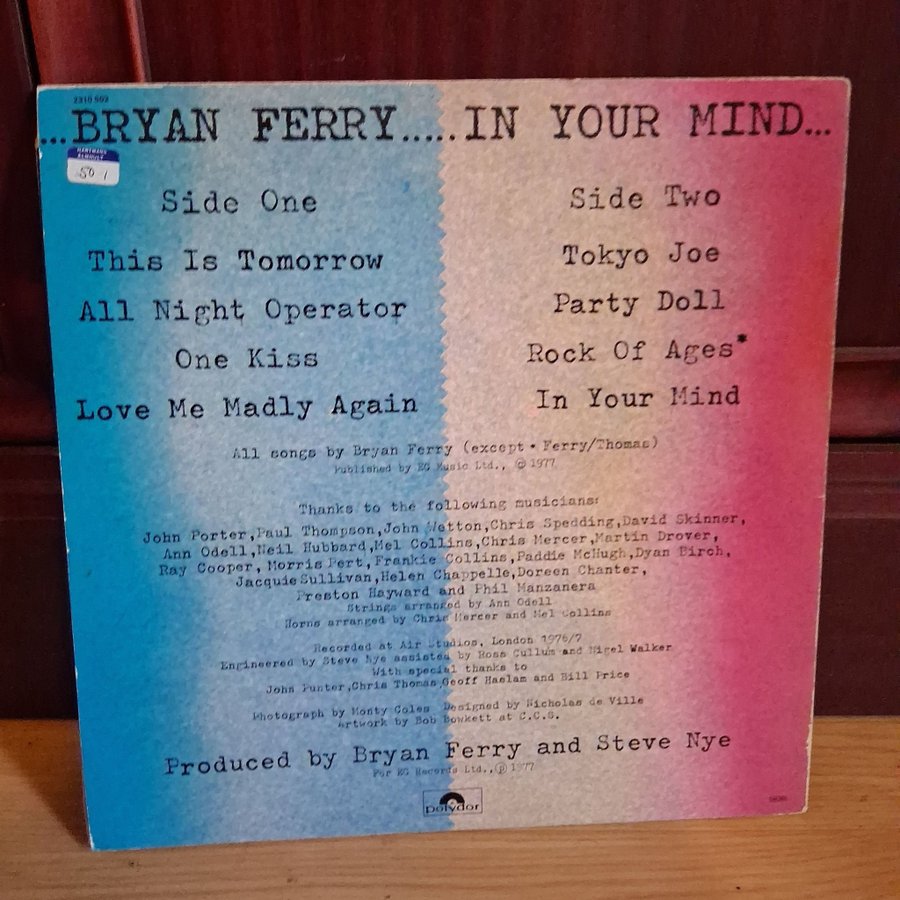 2310 502
...BRYAN FERRY.....IN YOUR MIND...
50
Side One
This Is Tomorrow
All Night Operator
One Kiss
Love Me Madly Again
Side Two
Tokyo Joe
Party Doll
Rock Of Ages*
In Your Mind
All songs by Bryan Ferry (except * Ferry/Thomas)
Published by EG Music Ltd., ℗ 1977
Thanks to the following musicians:
John Porter,Paul Thompson,John Wetton,Chris Spedding,David Skinner,
Ann Odell,Neil Hubbard,Mel Collins,Chris Mercer,Martin Drover,
Ray Cooper, Morris Pert, Frankie Collins,Paddie McHugh,Dyan Birch,
Jacquie Sullivan,Helen Chappelle,Doreen Chanter,
Preston Hayward and Phil Manzanera
Strings arranged by Ann Odell
Horns arranged by Chris Mercer and Mel Collins
Recorded at Air Studios, London 1976/7
Engineered by Steve Nye assisted by Ross Cullum and Nigel Walker
With special thanks to
John Punter,Chris Thomas,Geoff Haslam and Bill Price
Photograph by Monty Coles Designed by Nicholas de Ville
Artwork by Bob Bowkett at C.C.S.
Produced by Bryan Ferry and Steve Nye
For EG Records Ltd.,℗ 1977
polydor